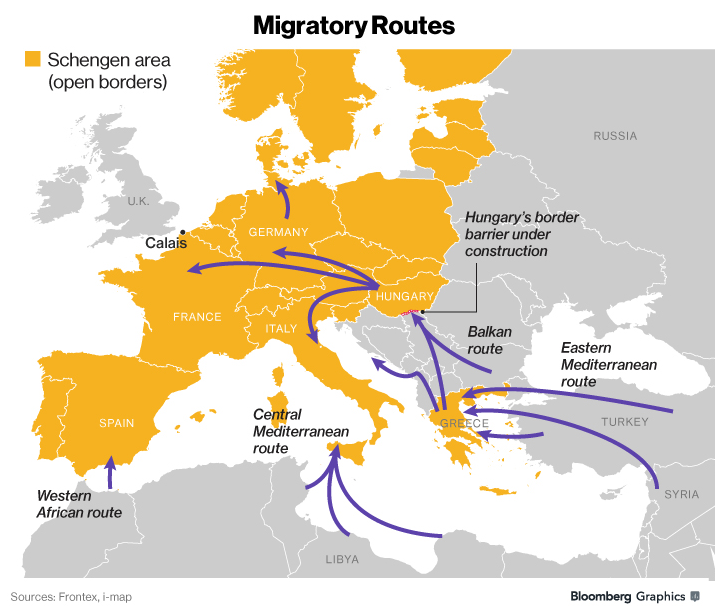 Migratory Routes
Schengen area
(open borders)
RUSSIA
U.K.
Hungary's border
barrier under
construction
GERMANY
Calais
HUNGARY
FRANCE
ITALY
Balkan
route
Eastern
Mediterranean
route
Central
Mediterranean
route
SPAIN
GREECE
TURKEY
Western
African route
SYRIA
LIBYA
Sources: Frontex, i-map
Bloomberg Graphics